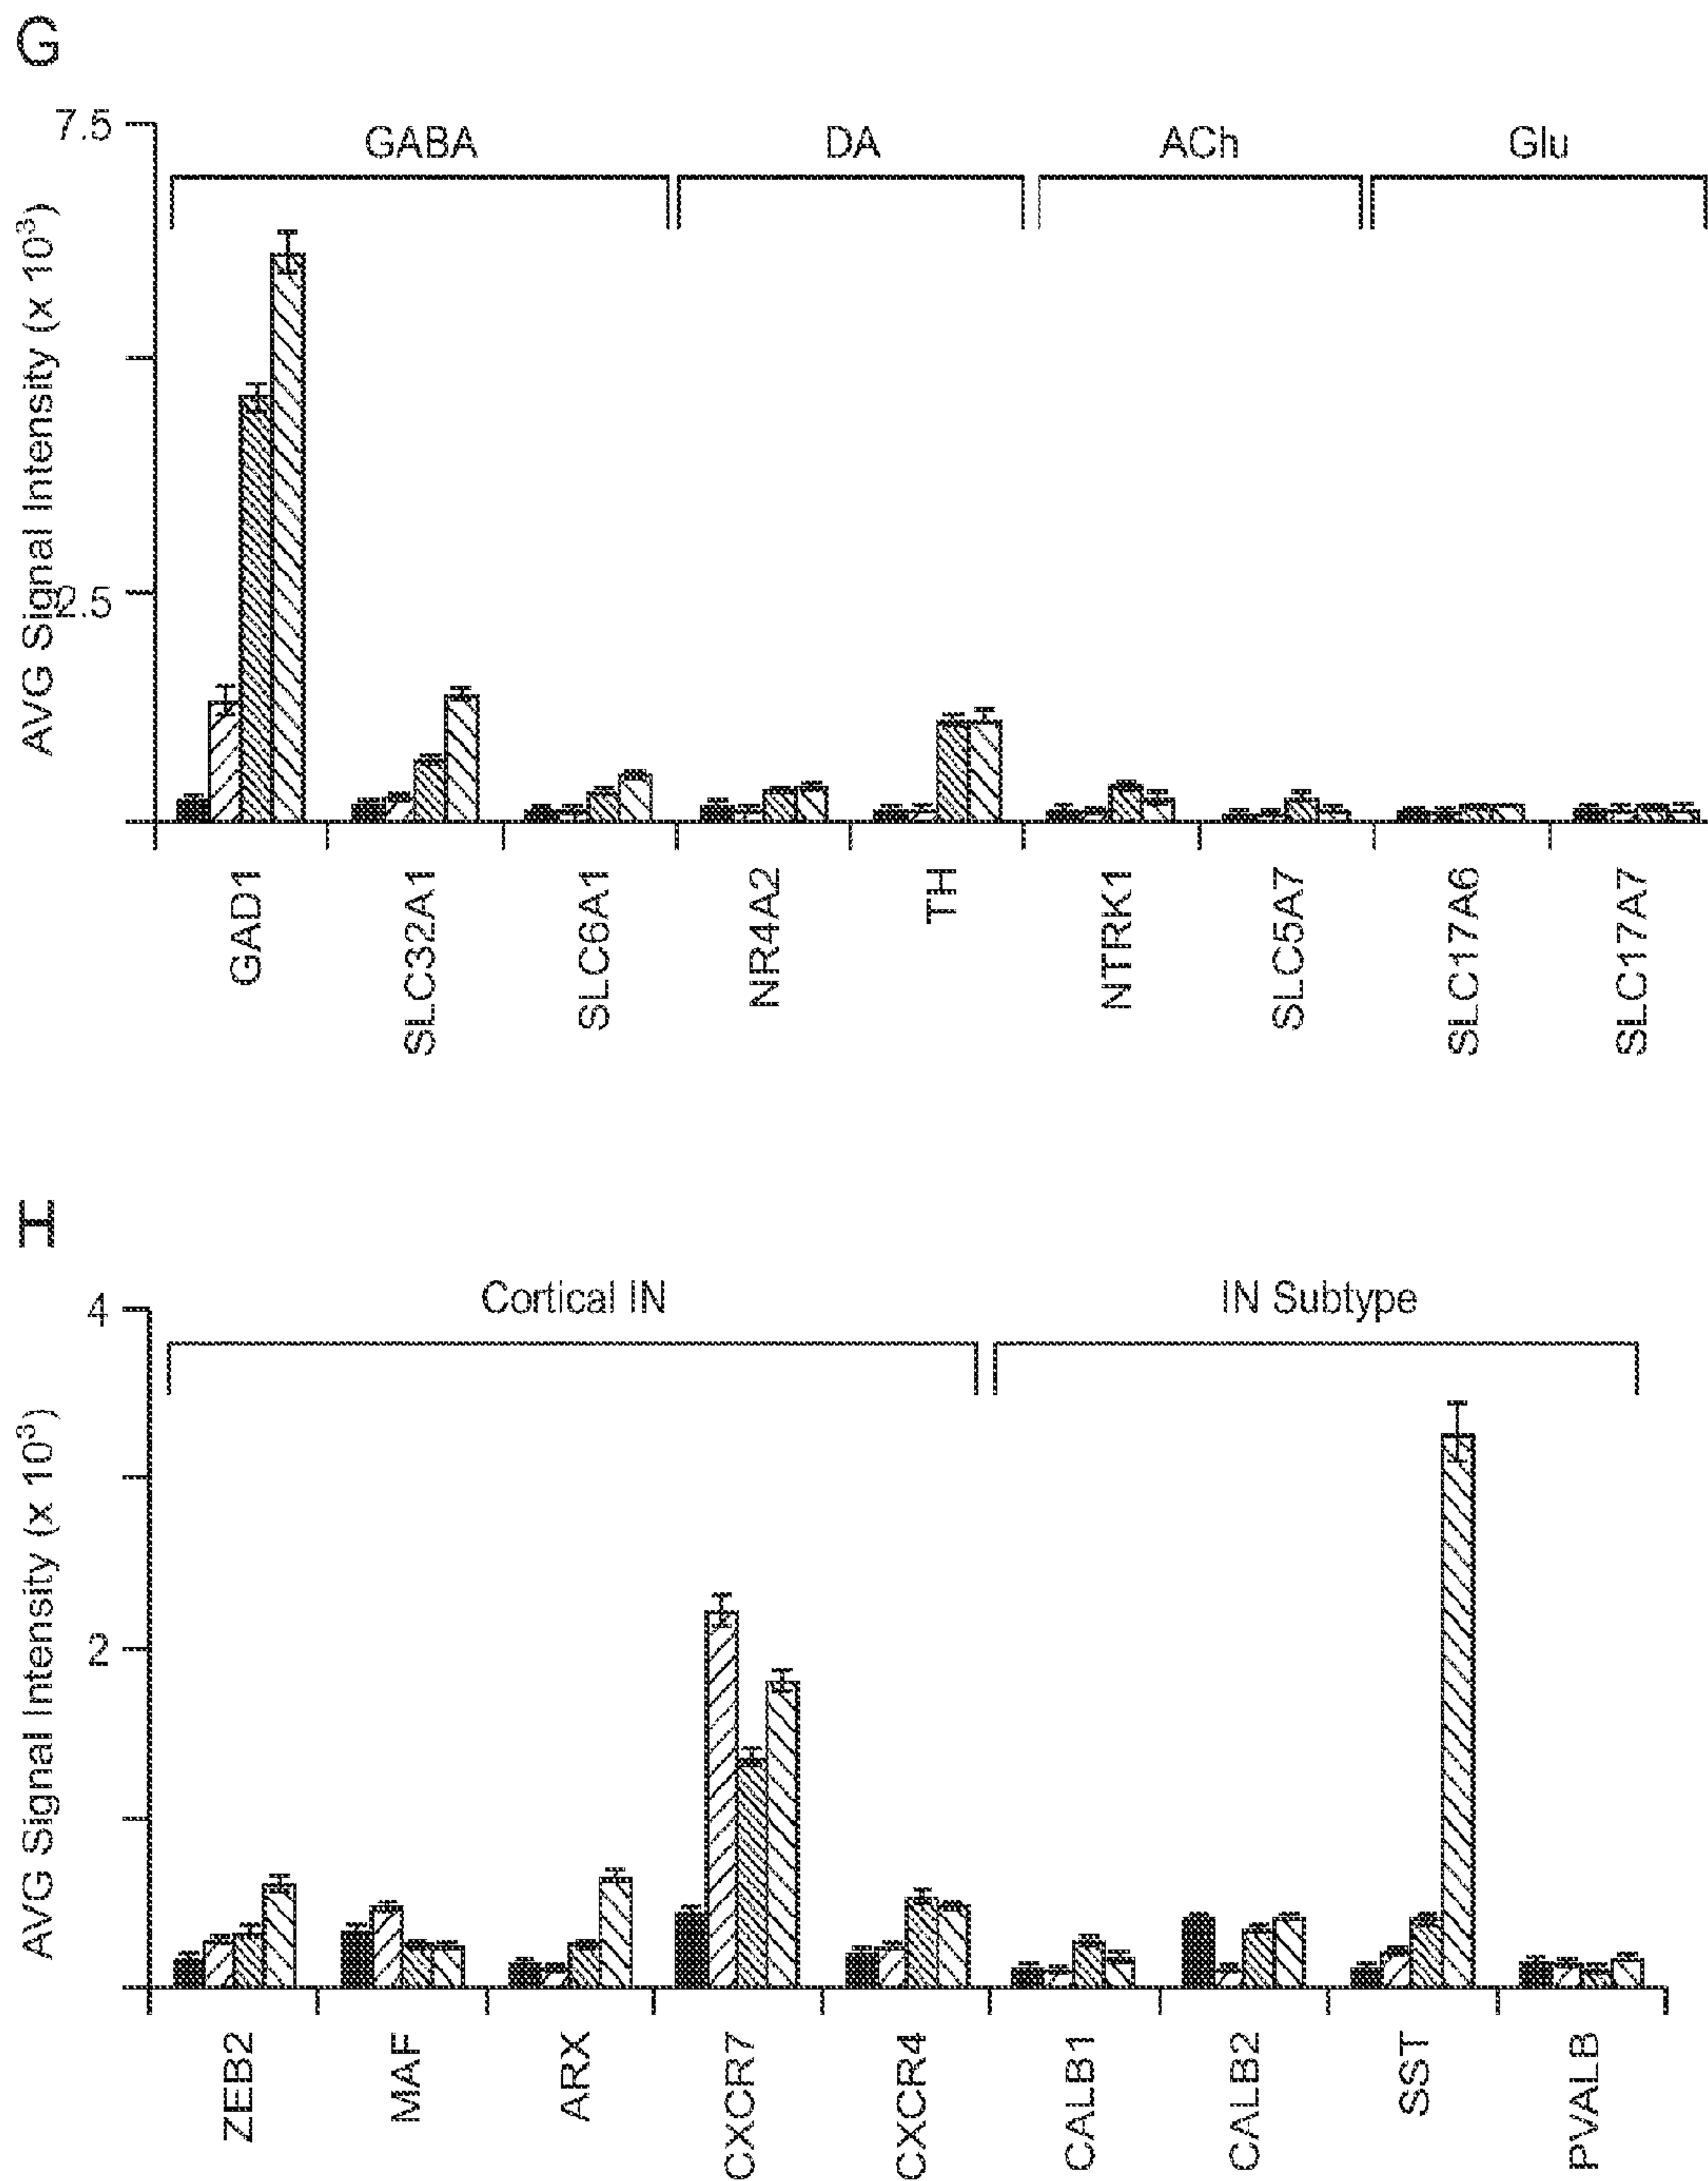 G
7.5
GABA
DA
ACh
Glu
AVG Signal Intensity (x 10³)
2.5
GAD1
SLC32A1
SLC6A1
NR4A2
TH
NTRK1
SLC5A7
SLC17A6
SLC17A7
H
4
Cortical IN
IN Subtype
AVG Signal Intensity (x 10³)
2
ZEB2
MAF
ARX
CXCR7
CXCR4
CALB1
CALB2
SST
PVALB